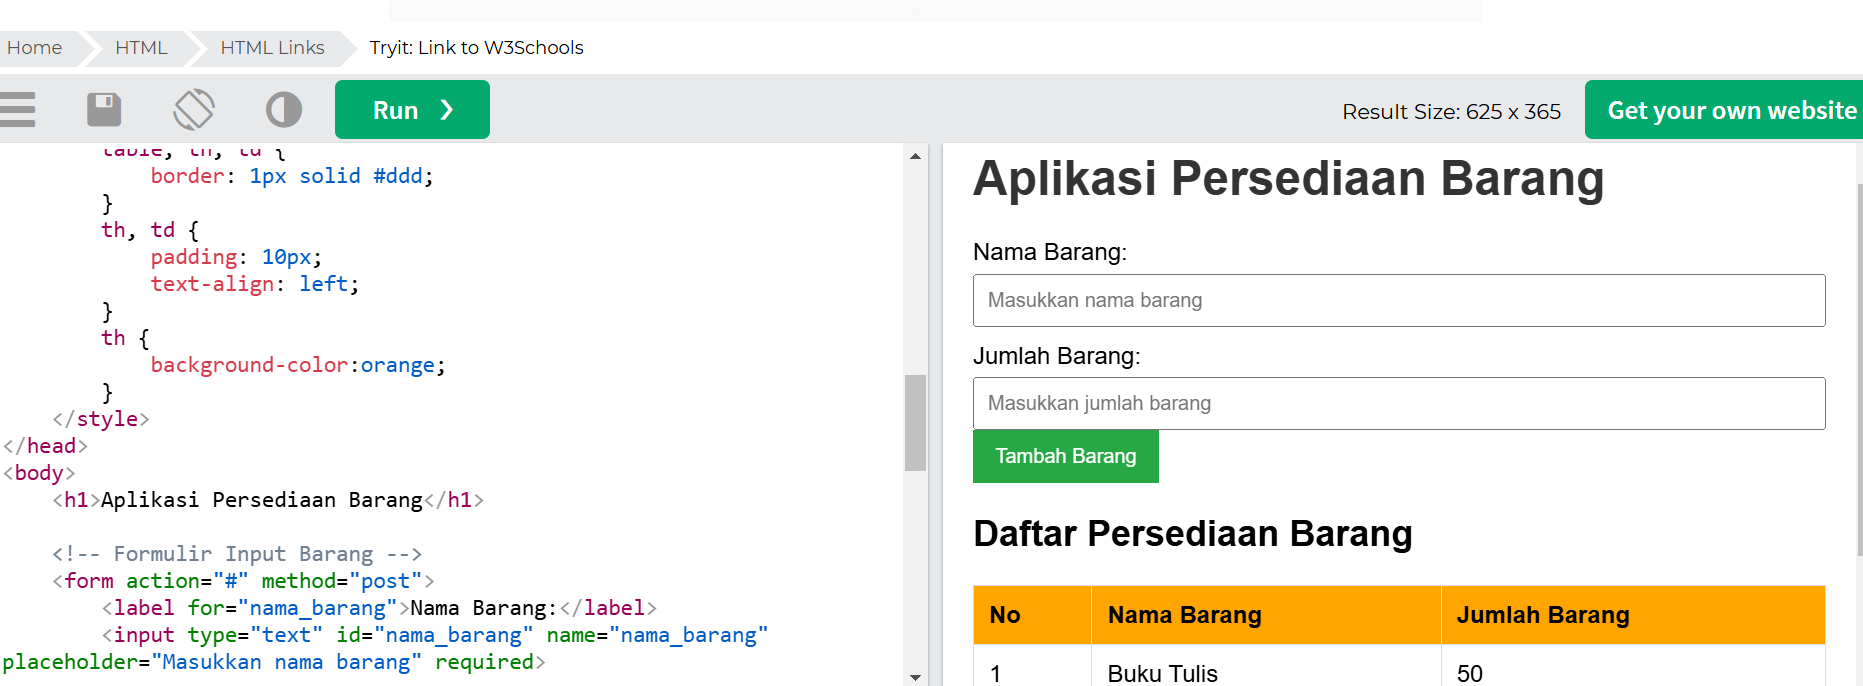 Home HTML HTML Links Tryit: Link to W3Schools
Run ❯ Result Size: 625 x 365 Get your own website
table, th, td {
border: 1px solid #ddd;
}
th, td {
padding: 10px;
text-align: left;
}
th {
background-color:orange;
}
</style>
</head>
<body>
<h1>Aplikasi Persediaan Barang</h1>
<!-- Formulir Input Barang -->
<form action="#" method="post">
<label for="nama_barang">Nama Barang:</label>
<input type="text" id="nama_barang" name="nama_barang"
placeholder="Masukkan nama barang" required>
Aplikasi Persediaan Barang
Nama Barang:
Masukkan nama barang
Jumlah Barang:
Masukkan jumlah barang
Tambah Barang
Daftar Persediaan Barang
No Nama Barang Jumlah Barang
1 Buku Tulis 50